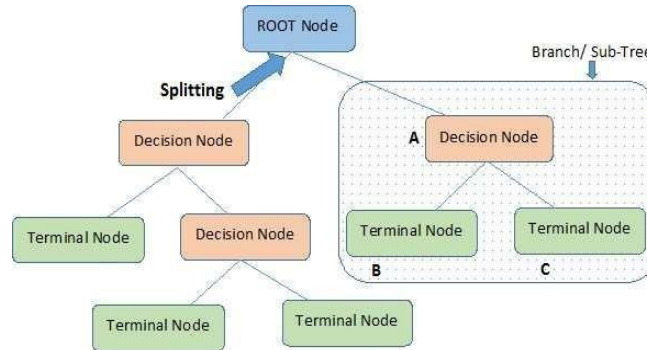 ROOT Node
Branch/ Sub-Tree
Splitting
Decision Node
A
Decision Node
Terminal Node
Decision Node
Terminal Node
Terminal Node
B
C
Terminal Node
Terminal Node